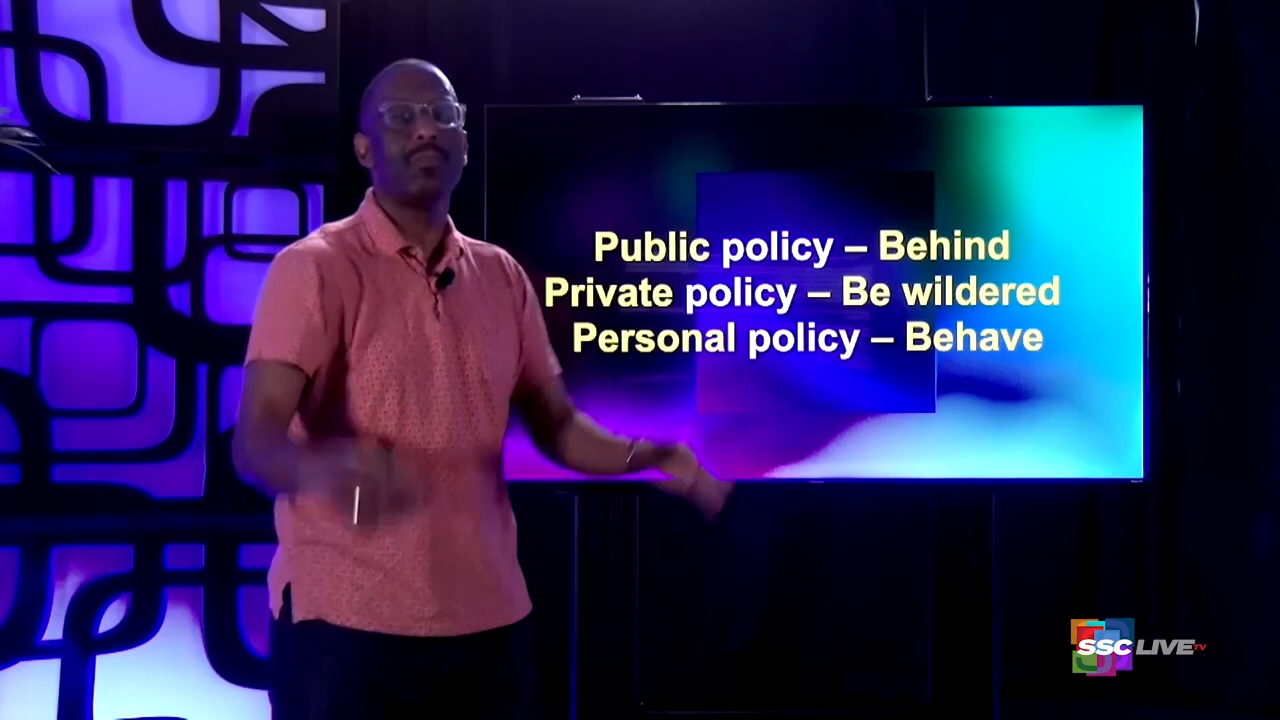 Public policy – Behind
Private policy – Be wildered
Personal policy – Behave
SSC LIVE TV